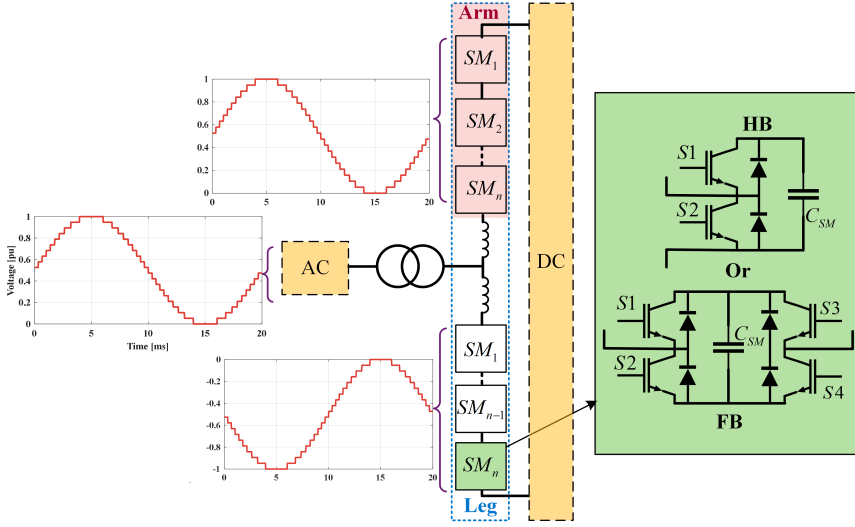 Arm
SM1
SM2
SMn
1
0.8
0.6
0.4
0.2
0
0 5 10 15 20
Voltage [pu]
1
0.8
0.6
0.4
0.2
0
0 5 10 15 20
Time [ms]
AC
DC
SM1
SMn−1
SMn
Leg
0
-0.2
-0.4
-0.6
-0.8
-1
0 5 10 15 20
HB
S1
S2
CSM
Or
S1
S2
CSM
S3
S4
FB